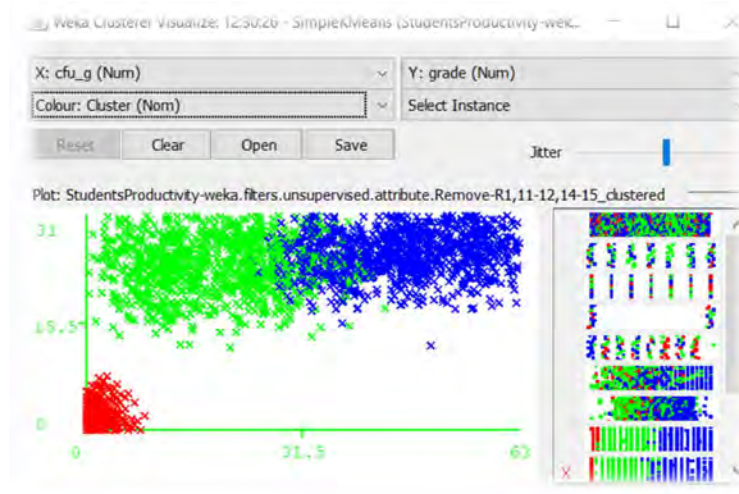 Weka Clusterer Visualize: 12:30:26 - SimpleKMeans (StudentsProductivity-wek...
X: cfu_g (Num) Y: grade (Num)
Colour: Cluster (Nom) Select Instance
Reset Clear Open Save Jitter
Plot: StudentsProductivity-weka.filters.unsupervised.attribute.Remove-R1,11-12,14-15_clustered
31
15.5
0
0 31.5 63
X